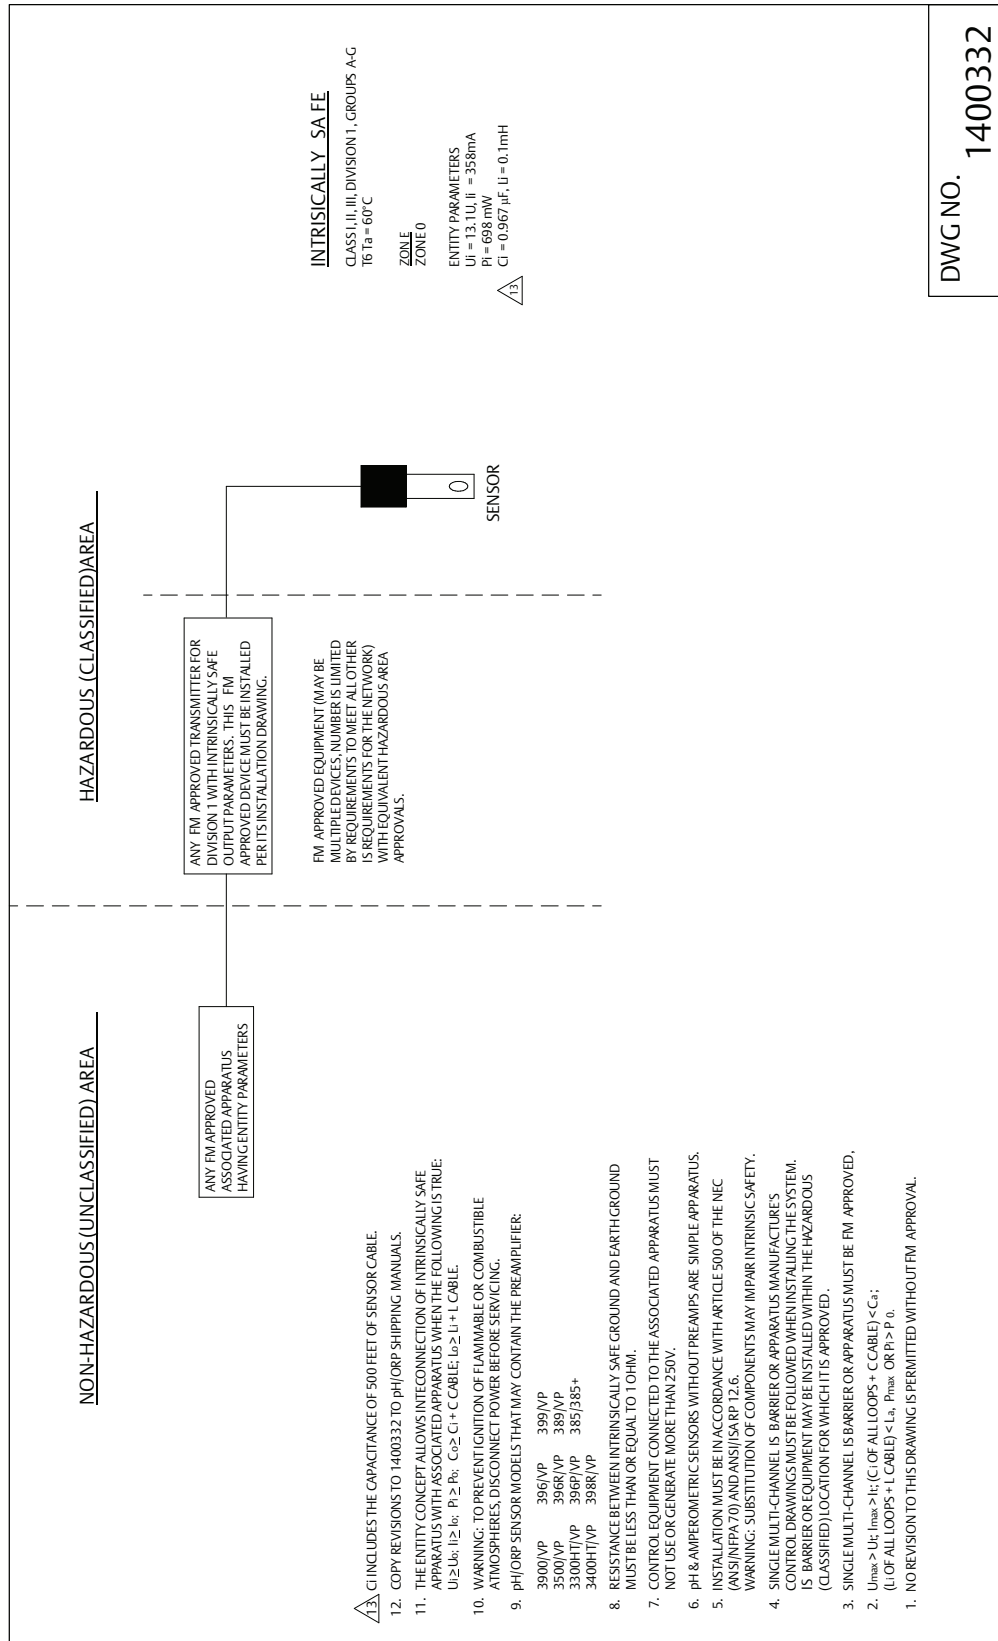 NON-HAZARDOUS (UNCLASSIFIED) AREA
HAZARDOUS (CLASSIFIED) AREA
ANY FM APPROVED
ASSOCIATED APPARATUS
HAVING ENTITY PARAMETERS
ANY FM APPROVED TRANSMITTER FOR
DIVISION 1 WITH INTRINSICALLY SAFE
OUTPUT PARAMETERS. THIS FM
APPROVED DEVICE MUST BE INSTALLED
PER ITS INSTALLATION DRAWING.
FM APPROVED EQUIPMENT (MAY BE
MULTIPLE DEVICES, NUMBER IS LIMITED
BY REQUIREMENTS TO MEET ALL OTHER
IS REQUIREMENTS FOR THE NETWORK)
WITH EQUIVALENT HAZARDOUS AREA
APPROVALS.
SENSOR
INTRISICALLY SAFE
CLASS I, II, III, DIVISION 1, GROUPS A-G
T6 Ta = 60°C
ZONE
ZONE 0
ENTITY PARAMETERS
Ui = 13.1U, Ii = 358mA
Pi = 698 mW
13 Ci = 0.967 µF, Li = 0.1mH
13 Ci INCLUDES THE CAPACITANCE OF 500 FEET OF SENSOR CABLE.
12. COPY REVISIONS TO 1400332 TO pH/ORP SHIPPING MANUALS.
11. THE ENTITY CONCEPT ALLOWS INTECONNECTION OF INTRINSICALLY SAFE
APPARATUS WITH ASSOCIATED APPARATUS WHEN THE FOLLOWING IS TRUE:
Ui ≥ Uo; Ii ≥ Io; Pi ≥ Po; Co ≥ Ci + C CABLE; Lo ≥ Li + L CABLE.
10. WARNING: TO PREVENT IGNITION OF FLAMMABLE OR COMBUSTIBLE
ATMOSPHERES, DISCONNECT POWER BEFORE SERVICING.
9. pH/ORP SENSOR MODELS THAT MAY CONTAIN THE PREAMPLIFIER:
3900/VP 396/VP 399/VP
3500/VP 396R/VP 389/VP
3300HT/VP 396P/VP 385/385+
3400HT/VP 398R/VP
8. RESISTANCE BETWEEN INTRINSICALLY SAFE GROUND AND EARTH GROUND
MUST BE LESS THAN OR EQUAL TO 1 OHM.
7. CONTROL EQUIPMENT CONNECTED TO THE ASSOCIATED APPARATUS MUST
NOT USE OR GENERATE MORE THAN 250V.
6. pH & AMPEROMETRIC SENSORS WITHOUT PREAMPS ARE SIMPLE APPARATUS.
5. INSTALLATION MUST BE IN ACCORDANCE WITH ARTICLE 500 OF THE NEC
(ANSI/NFPA 70) AND ANSI/ISA RP 12.6.
WARNING: SUBSTITUTION OF COMPONENTS MAY IMPAIR INTRINSIC SAFETY.
4. SINGLE MULTI-CHANNEL IS BARRIER OR APPARATUS MANUFACTURE'S
CONTROL DRAWINGS MUST BE FOLLOWED WHEN INSTALLING THE SYSTEM.
IS BARRIER OR EQUIPMENT MAY BE INSTALLED WITHIN THE HAZARDOUS
(CLASSIFIED) LOCATION FOR WHICH IT IS APPROVED.
3. SINGLE MULTI-CHANNEL IS BARRIER OR APPARATUS MUST BE FM APPROVED,
2. Umax > Ut; Imax > It; (Ci OF ALL LOOPS + C CABLE) < Ca;
(Li OF ALL LOOPS + L CABLE) < La, Pmax OR Pi > P 0.
1. NO REVISION TO THIS DRAWING IS PERMITTED WITHOUT FM APPROVAL.
DWG NO.
1400332